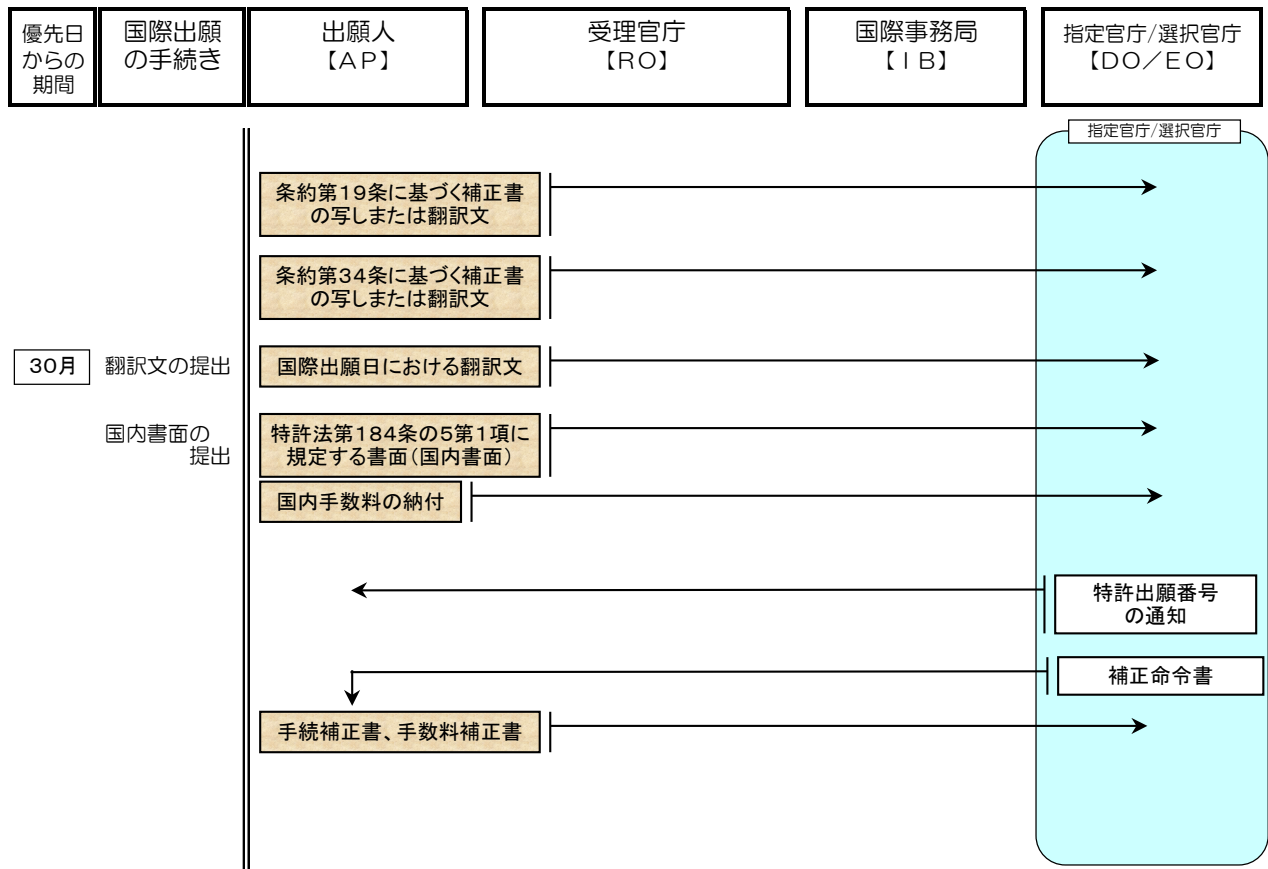 優先日
からの
期間
国際出願
の手続き
出願人
【AP】
受理官庁
【RO】
国際事務局
【IB】
指定官庁/選択官庁
【DO/EO】
指定官庁/選択官庁
条約第19条に基づく補正書
の写しまたは翻訳文
条約第34条に基づく補正書
の写しまたは翻訳文
30月
翻訳文の提出
国際出願日における翻訳文
国内書面の
提出
特許法第184条の5第1項に
規定する書面(国内書面)
国内手数料の納付
特許出願番号
の通知
補正命令書
手続補正書、手数料補正書